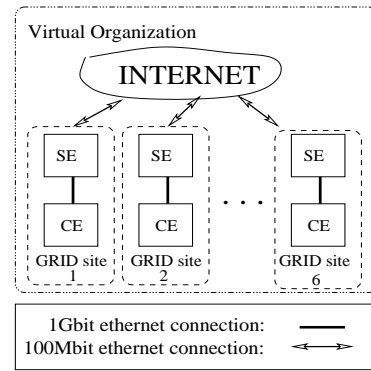 Virtual Organization
INTERNET
SE SE SE
CE CE CE
. . .
GRID site GRID site GRID site
1 2 6
1Gbit ethernet connection:
100Mbit ethernet connection: